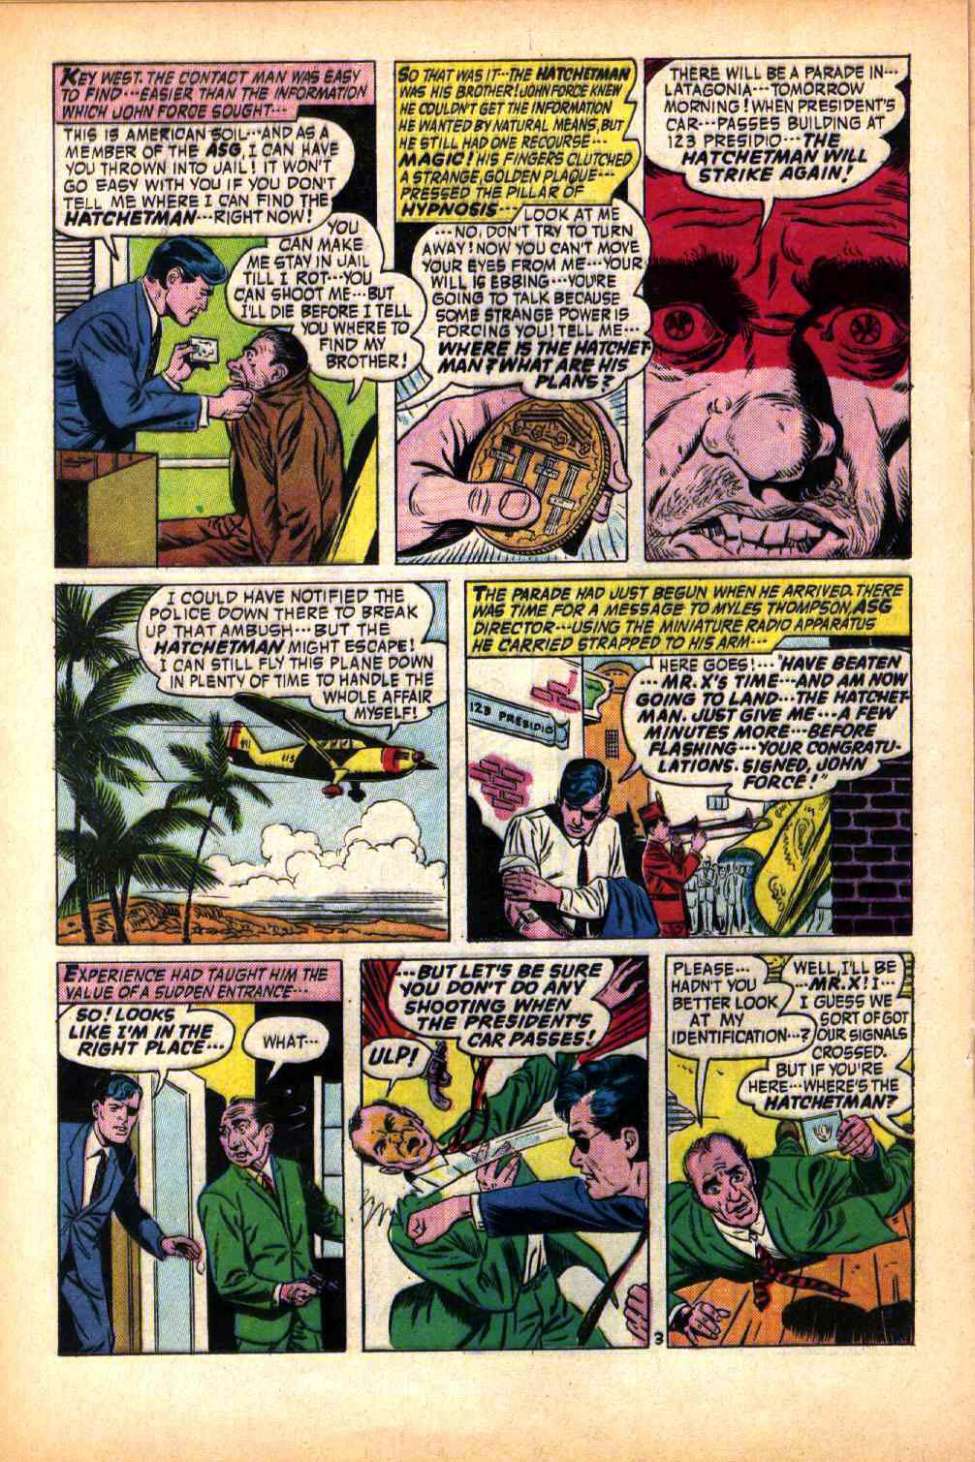 KEY WEST. THE CONTACT MAN WAS EASY
TO FIND---EASIER THAN THE INFORMATION
WHICH JOHN FORCE SOUGHT---
THIS IS AMERICAN SOIL---AND AS A
MEMBER OF THE ASG, I CAN HAVE
YOU THROWN INTO JAIL! IT WON'T
GO EASY WITH YOU IF YOU DON'T
TELL ME WHERE I CAN FIND THE
HATCHETMAN---RIGHT NOW!
YOU
CAN MAKE
ME STAY IN JAIL
TILL I ROT---YOU
CAN SHOOT ME---BUT
I'LL DIE BEFORE I TELL
YOU WHERE TO
FIND MY
BROTHER!
SO THAT WAS IT---THE HATCHETMAN
WAS HIS BROTHER! JOHN FORCE KNEW
HE COULDN'T GET THE INFORMATION
HE WANTED BY NATURAL MEANS, BUT
HE STILL HAD ONE RECOURSE---
MAGIC! HIS FINGERS CLUTCHED
A STRANGE, GOLDEN PLAQUE---
PRESSED THE PILLAR OF
HYPNOSIS---
LOOK AT ME
---NO. DON'T TRY TO TURN
AWAY! NOW YOU CAN'T MOVE
YOUR EYES FROM ME---YOUR
WILL IS EBBING---YOU'RE
GOING TO TALK BECAUSE
SOME STRANGE POWER IS
FORCING YOU! TELL ME---
WHERE IS THE HATCHET-
MAN? WHAT ARE HIS
PLANS?
THERE WILL BE A PARADE IN---
LATAGONIA---TOMORROW
MORNING! WHEN PRESIDENT'S
CAR---PASSES BUILDING AT
123 PRESIDIO---THE
HATCHETMAN WILL
STRIKE AGAIN!
I COULD HAVE NOTIFIED THE
POLICE DOWN THERE TO BREAK
UP THAT AMBUSH---BUT THE
HATCHETMAN MIGHT ESCAPE!
I CAN STILL FLY THIS PLANE DOWN
IN PLENTY OF TIME TO HANDLE THE
WHOLE AFFAIR
MYSELF!
THE PARADE HAD JUST BEGUN WHEN HE ARRIVED. THERE
WAS TIME FOR A MESSAGE TO MYLES THOMPSON, ASG
DIRECTOR---USING THE MINIATURE RADIO APPARATUS
HE CARRIED STRAPPED TO HIS ARM---
HERE GOES!---"HAVE BEATEN
---MR. X'S TIME---AND AM NOW
GOING TO LAND---THE HATCHET-
MAN. JUST GIVE ME---A FEW
MINUTES MORE---BEFORE
FLASHING---YOUR CONGRATU-
LATIONS. SIGNED, JOHN
FORCE!"
123 PRESIDIO
EXPERIENCE HAD TAUGHT HIM THE
VALUE OF A SUDDEN ENTRANCE---
SO! LOOKS
LIKE I'M IN THE
RIGHT PLACE---
WHAT---
---BUT LET'S BE SURE
YOU DON'T DO ANY
SHOOTING WHEN
THE PRESIDENT'S
CAR PASSES!
ULP!
PLEASE---
HADN'T YOU
BETTER LOOK
AT MY
IDENTIFICATION---?
WELL, I'LL BE
---MR. X! I---
I GUESS WE
SORT OF GOT
OUR SIGNALS
CROSSED.
BUT IF YOU'RE
HERE---WHERE'S THE
HATCHETMAN?
3